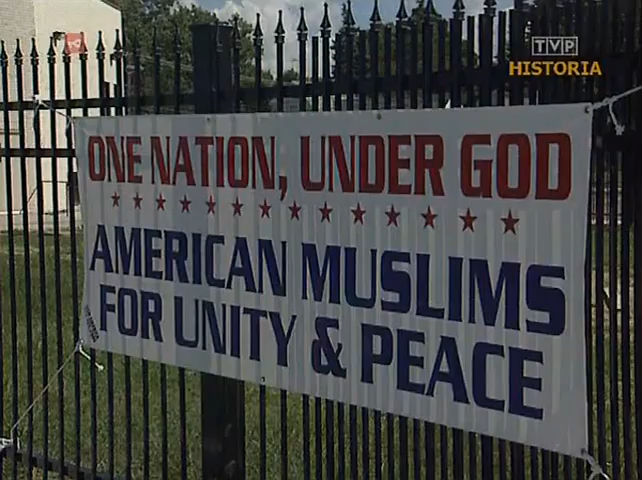 TVP
HISTORIA
ONE NATION, UNDER GOD
AMERICAN MUSLIMS
FOR UNITY & PEACE